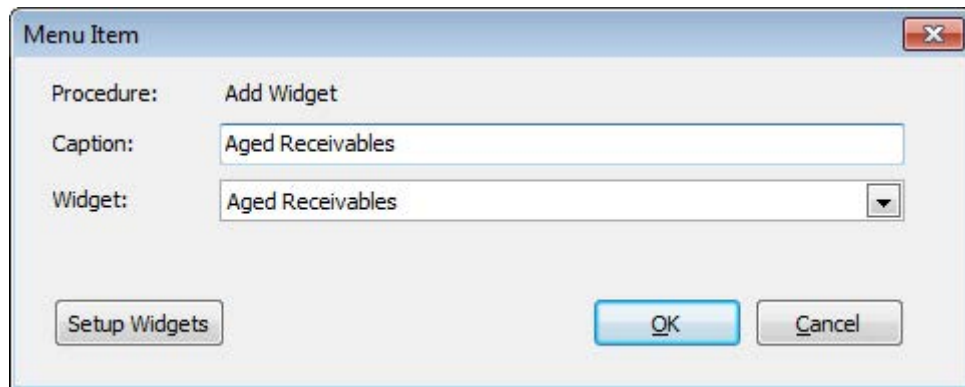 Menu Item
Procedure: Add Widget
Caption: Aged Receivables
Widget: Aged Receivables
Setup Widgets OK Cancel